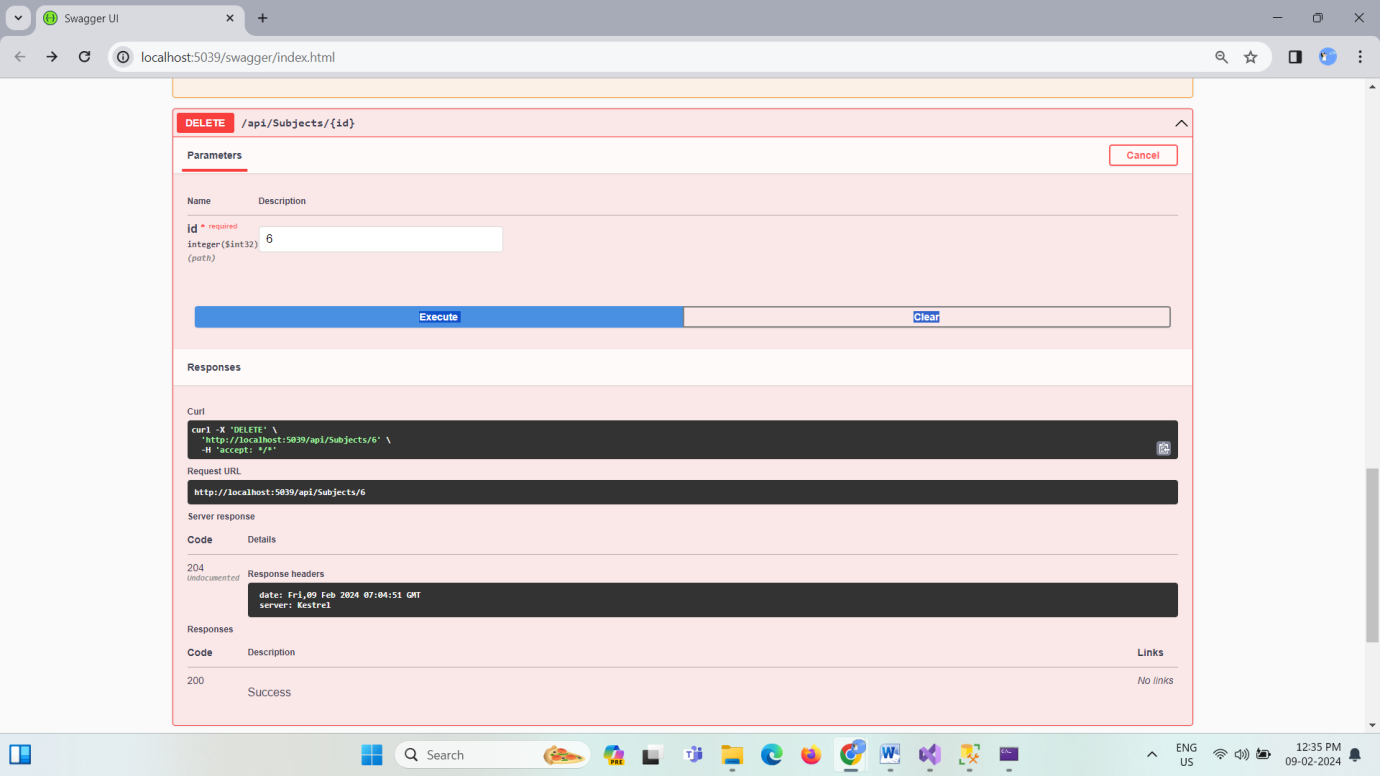 Swagger UI
localhost:5039/swagger/index.html
DELETE /api/Subjects/{id}
Parameters
Cancel
Name Description
id * required
integer($int32)
(path)
6
Execute Clear
Responses
Curl
curl -X 'DELETE' \
'http://localhost:5039/api/Subjects/6' \
-H 'accept: */*'
Request URL
http://localhost:5039/api/Subjects/6
Server response
Code Details
204
Undocumented
Response headers
date: Fri,09 Feb 2024 07:04:51 GMT
server: Kestrel
Responses
Code Description Links
200 Success No links
Search
PRE
ENG
US
12:35 PM
09-02-2024